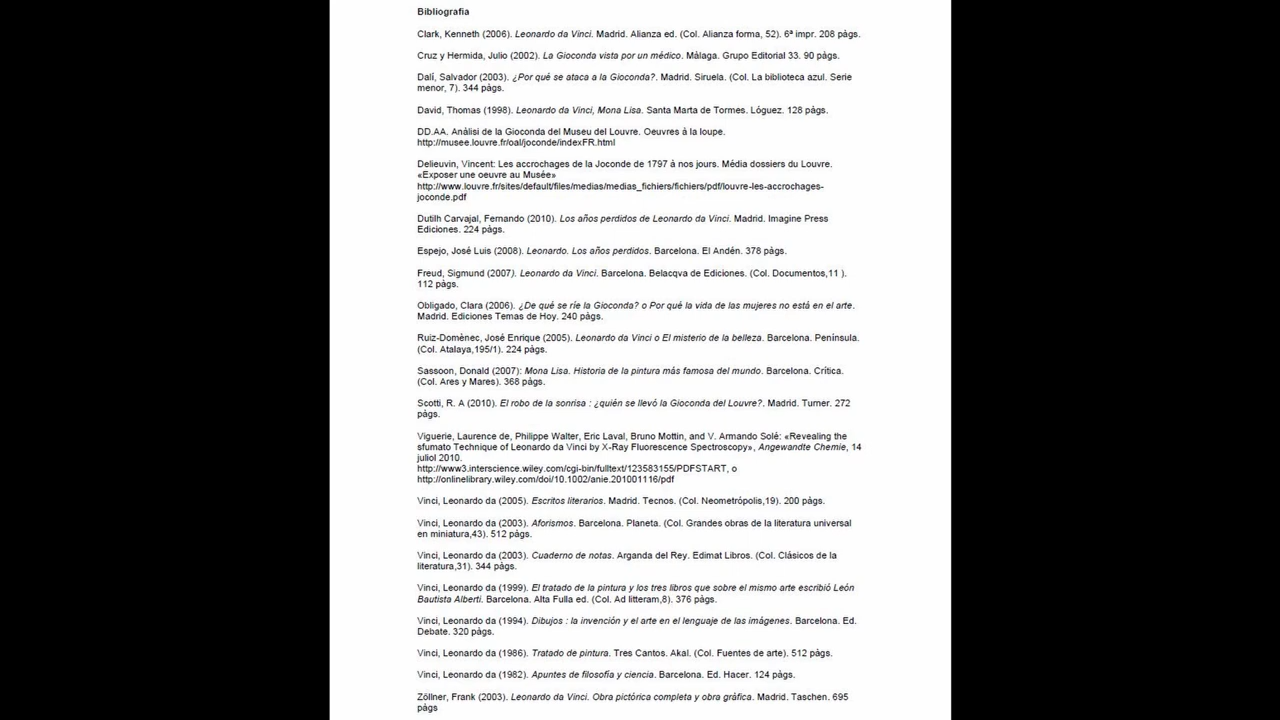 Bibliografia
Clark, Kenneth (2006). Leonardo da Vinci. Madrid. Alianza ed. (Col. Alianza forma, 52). 6ª impr. 208 pàgs.
Cruz y Hermida, Julio (2002). La Gioconda vista por un médico. Málaga. Grupo Editorial 33. 90 pàgs.
Dalí, Salvador (2003). ¿Por qué se ataca a la Gioconda?. Madrid. Siruela. (Col. La biblioteca azul. Serie
menor, 7). 344 pàgs.
David, Thomas (1998). Leonardo da Vinci, Mona Lisa. Santa Marta de Tormes. Lóguez. 128 pàgs.
DD.AA. Anàlisi de la Gioconda del Museu del Louvre. Oeuvres à la loupe.
http://musee.louvre.fr/oal/joconde/indexFR.html
Delieuvin, Vincent: Les accrochages de la Joconde de 1797 à nos jours. Média dossiers du Louvre.
«Exposer une oeuvre au Musée»
http://www.louvre.fr/sites/default/files/medias/medias_fichiers/fichiers/pdf/louvre-les-accrochages-
joconde.pdf
Dutilh Carvajal, Fernando (2010). Los años perdidos de Leonardo da Vinci. Madrid. Imagine Press
Ediciones. 224 pàgs.
Espejo, José Luis (2008). Leonardo. Los años perdidos. Barcelona. El Andén. 378 pàgs.
Freud, Sigmund (2007). Leonardo da Vinci. Barcelona. Belacqva de Ediciones. (Col. Documentos,11 ).
112 pàgs.
Obligado, Clara (2006). ¿De qué se ríe la Gioconda? o Por qué la vida de las mujeres no está en el arte.
Madrid. Ediciones Temas de Hoy. 240 pàgs.
Ruiz-Domènec, José Enrique (2005). Leonardo da Vinci o El misterio de la belleza. Barcelona. Península.
(Col. Atalaya,195/1). 224 pàgs.
Sassoon, Donald (2007): Mona Lisa. Historia de la pintura más famosa del mundo. Barcelona. Crítica.
(Col. Ares y Mares). 368 pàgs.
Scotti, R. A (2010). El robo de la sonrisa : ¿quién se llevó la Gioconda del Louvre?. Madrid. Turner. 272
pàgs.
Viguerie, Laurence de, Philippe Walter, Eric Laval, Bruno Mottin, and V. Armando Solé: «Revealing the
sfumato Technique of Leonardo da Vinci by X-Ray Fluorescence Spectroscopy», Angewandte Chemie, 14
juliol 2010.
http://www3.interscience.wiley.com/cgi-bin/fulltext/123583155/PDFSTART, o
http://onlinelibrary.wiley.com/doi/10.1002/anie.201001116/pdf
Vinci, Leonardo da (2005). Escritos literarios. Madrid. Tecnos. (Col. Neometrópolis,19). 200 pàgs.
Vinci, Leonardo da (2003). Aforismos. Barcelona. Planeta. (Col. Grandes obras de la literatura universal
en miniatura,43). 512 pàgs.
Vinci, Leonardo da (2003). Cuaderno de notas. Arganda del Rey. Edimat Libros. (Col. Clásicos de la
literatura,31). 344 pàgs.
Vinci, Leonardo da (1999). El tratado de la pintura y los tres libros que sobre el mismo arte escribió León
Bautista Alberti. Barcelona. Alta Fulla ed. (Col. Ad litteram,8). 376 pàgs.
Vinci, Leonardo da (1994). Dibujos : la invención y el arte en el lenguaje de las imágenes. Barcelona. Ed.
Debate. 320 pàgs.
Vinci, Leonardo da (1986). Tratado de pintura. Tres Cantos. Akal. (Col. Fuentes de arte). 512 pàgs.
Vinci, Leonardo da (1982). Apuntes de filosofía y ciencia. Barcelona. Ed. Hacer. 124 pàgs.
Zöllner, Frank (2003). Leonardo da Vinci. Obra pictórica completa y obra gráfica. Madrid. Taschen. 695
pàgs